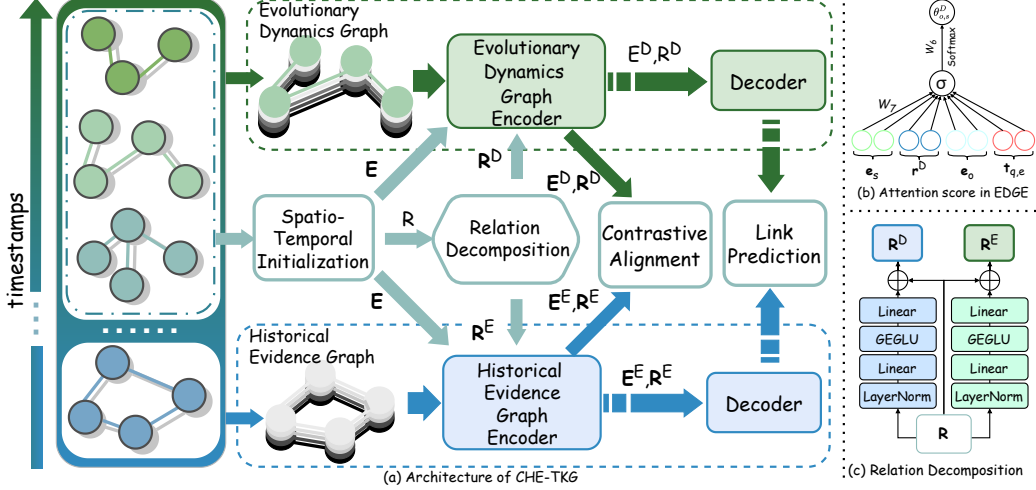 timestamps
Evolutionary
Dynamics Graph
Evolutionary
Dynamics
Graph
Encoder
E^D,R^D
Decoder
E
R^D
E^D,R^D
Spatio-
Temporal
Initialization
R
Relation
Decomposition
Contrastive
Alignment
Link
Prediction
E
R^E
E^E,R^E
Historical
Evidence Graph
Historical
Evidence
Graph
Encoder
E^E,R^E
Decoder
(a) Architecture of CHE-TKG
θ^D_{o,s}
W_6
Softmax
σ
W_7
e_s
r^D
e_o
t_{q,e}
(b) Attention score in EDGE
R^D
R^E
Linear
Linear
GEGLU
GEGLU
Linear
Linear
LayerNorm
LayerNorm
R
(c) Relation Decomposition